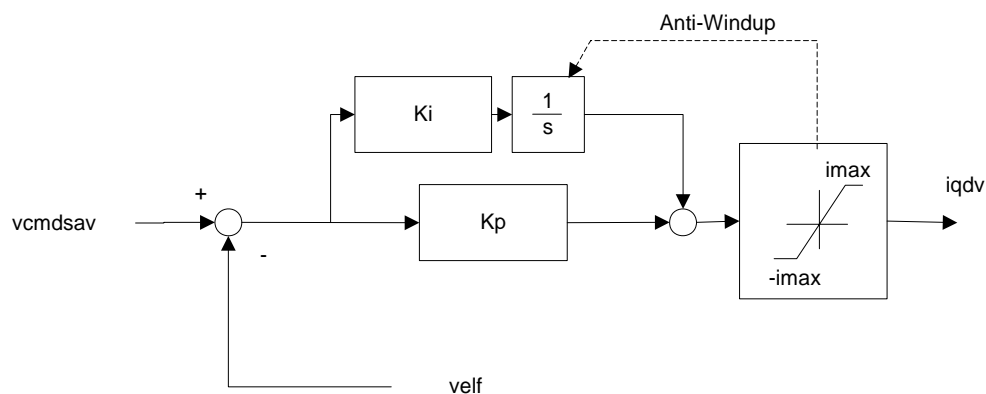 Anti-Windup
Ki
1
s
imax
+
vcmdsav
Kp
iqdv
-
-imax
velf